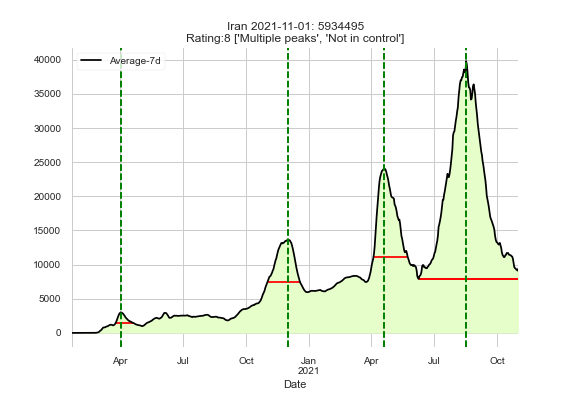 Iran 2021-11-01: 5934495
Rating:8 ['Multiple peaks', 'Not in control']
Average-7d
40000
35000
30000
25000
20000
15000
10000
5000
0
Apr Jul Oct Jan Apr Jul Oct
2021
Date